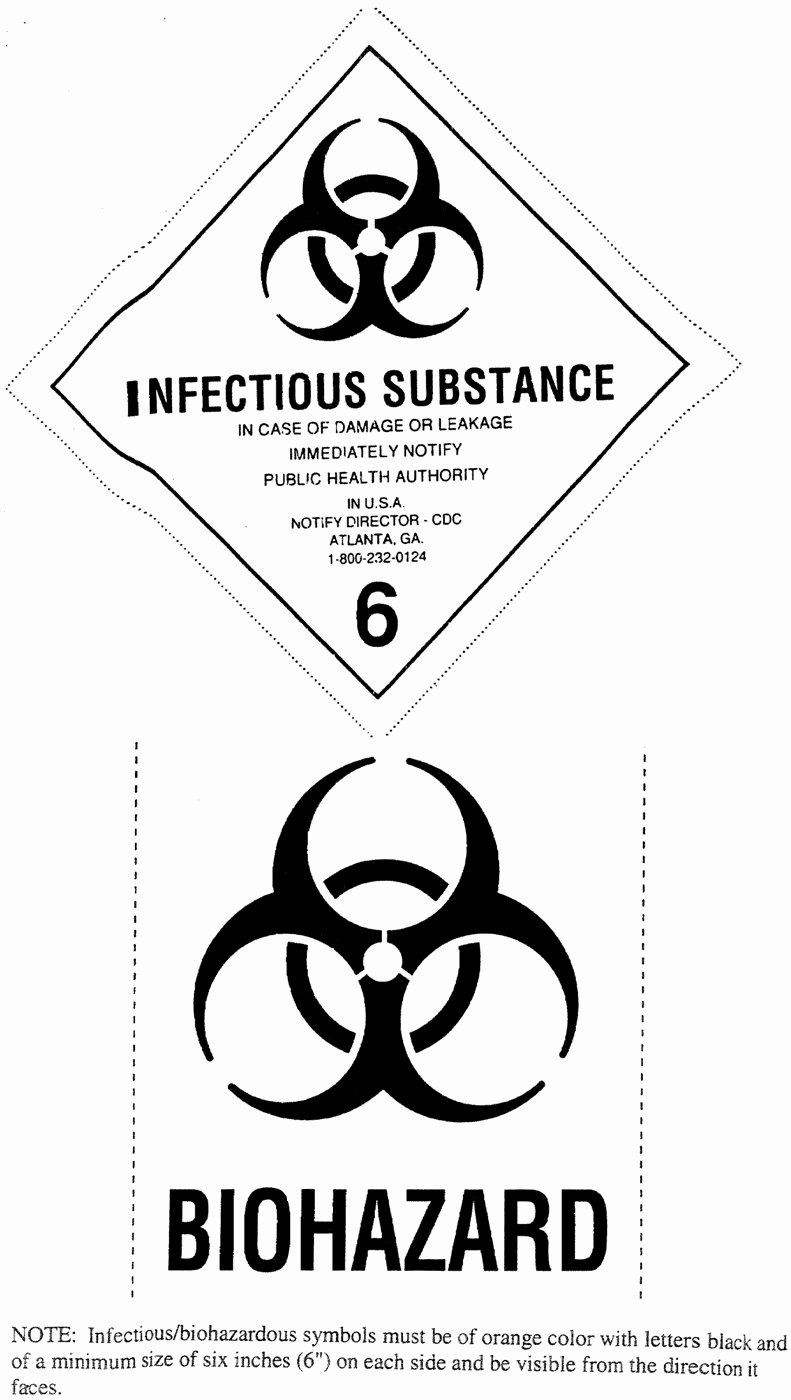 INFECTIOUS SUBSTANCE
IN CASE OF DAMAGE OR LEAKAGE
IMMEDIATELY NOTIFY
PUBLIC HEALTH AUTHORITY
IN U.S.A.
NOTIFY DIRECTOR - CDC
ATLANTA, GA.
1-800-232-0124
6
BIOHAZARD
NOTE: Infectious/biohazardous symbols must be of orange color with letters black and
of a minimum size of six inches (6") on each side and be visible from the direction it
faces.